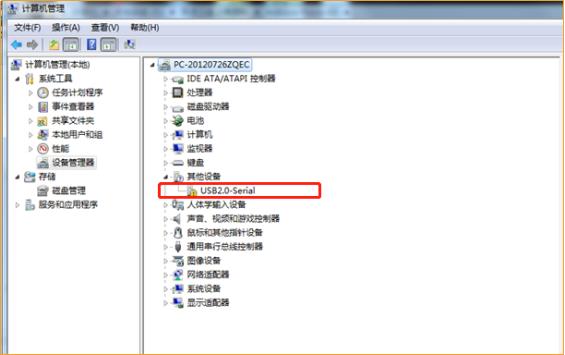 计算机管理
文件(F) 操作(A) 查看(V) 帮助(H)
计算机管理(本地)
系统工具
任务计划程序
事件查看器
共享文件夹
本地用户和组
性能
设备管理器
存储
磁盘管理
服务和应用程序
PC-20120726ZQEC
IDE ATA/ATAPI 控制器
处理器
磁盘驱动器
电池
计算机
监视器
键盘
其他设备
USB2.0-Serial
人体学输入设备
声音、视频和游戏控制器
鼠标和其他指针设备
通用串行总线控制器
图像设备
网络适配器
系统设备
显示适配器